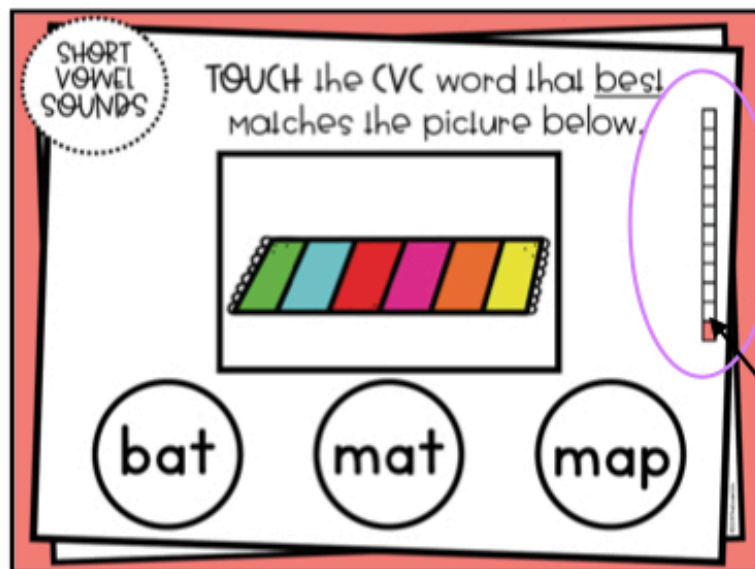 SHORT
VOWEL
SOUNDS
TOUCH the CVC word that best
matches the picture below.
bat
mat
map